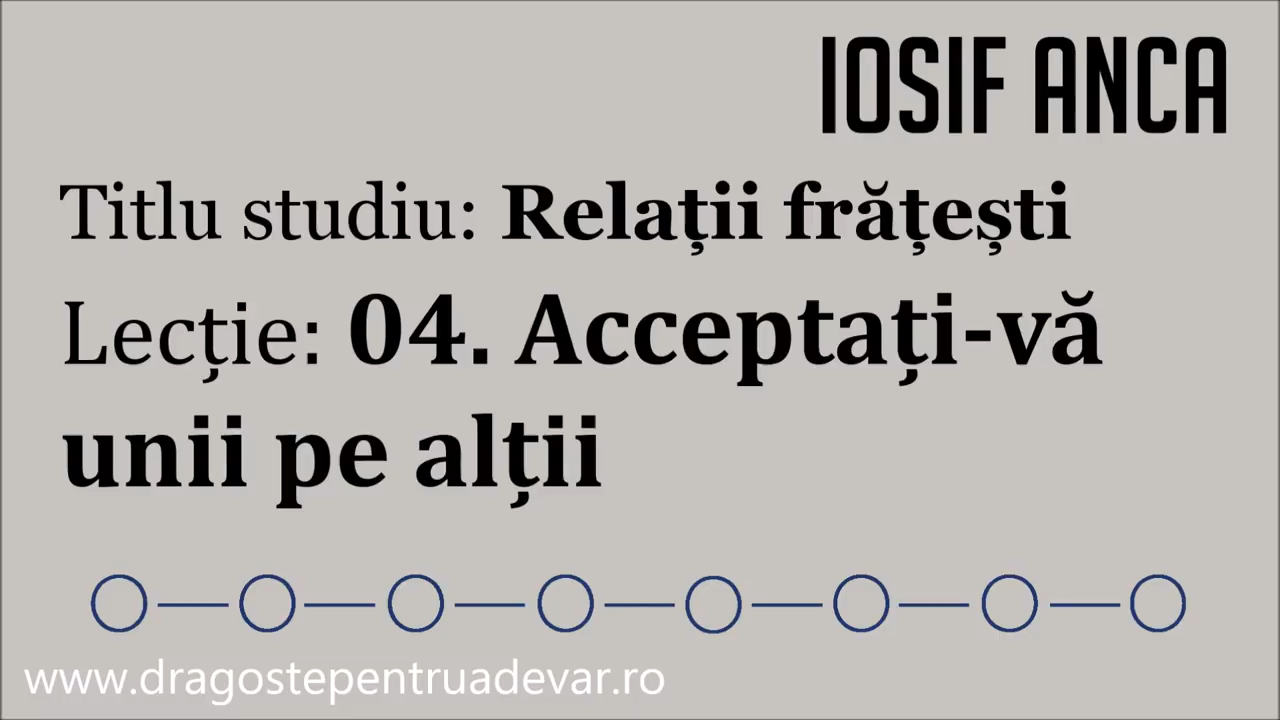 IOSIF ANCA
Titlu studiu: Relații frățești
Lecție: 04. Acceptați-vă
unii pe alții
www.dragostepentruadevar.ro